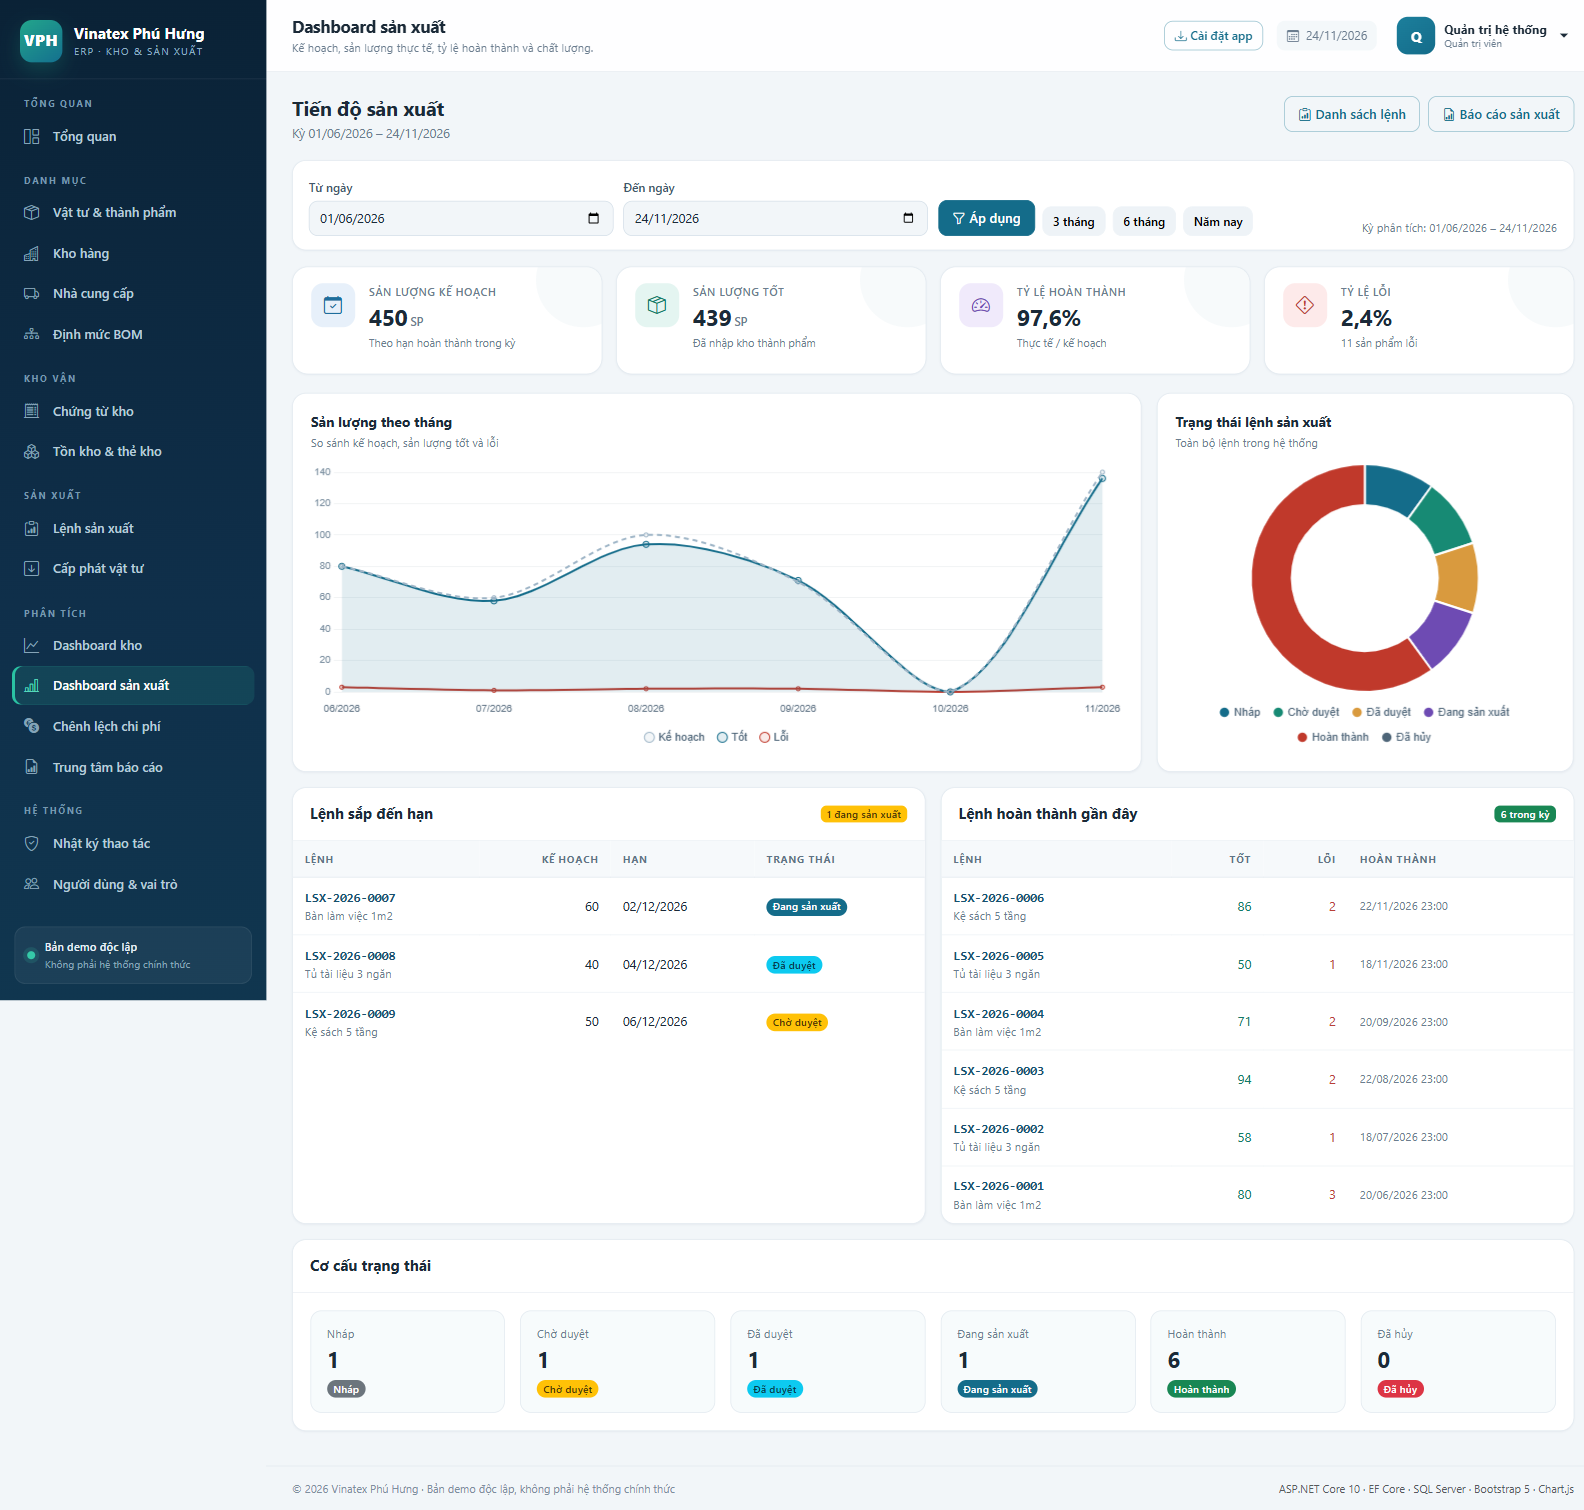 VPH
Vinatex Phú Hưng
ERP · KHO & SẢN XUẤT
TỔNG QUAN
Tổng quan
DANH MỤC
Vật tư & thành phẩm
Kho hàng
Nhà cung cấp
Định mức BOM
KHO VẬN
Chứng từ kho
Tồn kho & thẻ kho
SẢN XUẤT
Lệnh sản xuất
Cấp phát vật tư
PHÂN TÍCH
Dashboard kho
Dashboard sản xuất
Chênh lệch chi phí
Trung tâm báo cáo
HỆ THỐNG
Nhật ký thao tác
Người dùng & vai trò
Bản demo độc lập
Không phải hệ thống chính thức
Dashboard sản xuất
Kế hoạch, sản lượng thực tế, tỷ lệ hoàn thành và chất lượng.
Cài đặt app
24/11/2026
Q
Quản trị hệ thống
Quản trị viên
Tiến độ sản xuất
Kỳ 01/06/2026 – 24/11/2026
Danh sách lệnh
Báo cáo sản xuất
Từ ngày
01/06/2026
Đến ngày
24/11/2026
Áp dụng
3 tháng
6 tháng
Năm nay
Kỳ phân tích: 01/06/2026 – 24/11/2026
SẢN LƯỢNG KẾ HOẠCH
450 SP
Theo hạn hoàn thành trong kỳ
SẢN LƯỢNG TỐT
439 SP
Đã nhập kho thành phẩm
TỶ LỆ HOÀN THÀNH
97,6%
Thực tế / kế hoạch
TỶ LỆ LỖI
2,4%
11 sản phẩm lỗi
Sản lượng theo tháng
So sánh kế hoạch, sản lượng tốt và lỗi
140
120
100
80
60
40
20
0
06/2026 07/2026 08/2026 09/2026 10/2026 11/2026
Kế hoạch Tốt Lỗi
Trạng thái lệnh sản xuất
Toàn bộ lệnh trong hệ thống
Nháp Chờ duyệt Đã duyệt Đang sản xuất
Hoàn thành Đã hủy
Lệnh sắp đến hạn
1 đang sản xuất
LỆNH KẾ HOẠCH HẠN TRẠNG THÁI
LSX-2026-0007
Bàn làm việc 1m2
60 02/12/2026 Đang sản xuất
LSX-2026-0008
Tủ tài liệu 3 ngăn
40 04/12/2026 Đã duyệt
LSX-2026-0009
Kệ sách 5 tầng
50 06/12/2026 Chờ duyệt
Lệnh hoàn thành gần đây
6 trong kỳ
LỆNH TỐT LỖI HOÀN THÀNH
LSX-2026-0006
Kệ sách 5 tầng
86 2 22/11/2026 23:00
LSX-2026-0005
Tủ tài liệu 3 ngăn
50 1 18/11/2026 23:00
LSX-2026-0004
Bàn làm việc 1m2
71 2 20/09/2026 23:00
LSX-2026-0003
Kệ sách 5 tầng
94 2 22/08/2026 23:00
LSX-2026-0002
Tủ tài liệu 3 ngăn
58 1 18/07/2026 23:00
LSX-2026-0001
Bàn làm việc 1m2
80 3 20/06/2026 23:00
Cơ cấu trạng thái
Nháp
1
Nháp
Chờ duyệt
1
Chờ duyệt
Đã duyệt
1
Đã duyệt
Đang sản xuất
1
Đang sản xuất
Hoàn thành
6
Hoàn thành
Đã hủy
0
Đã hủy
© 2026 Vinatex Phú Hưng · Bản demo độc lập, không phải hệ thống chính thức
ASP.NET Core 10 · EF Core · SQL Server · Bootstrap 5 · Chart.js